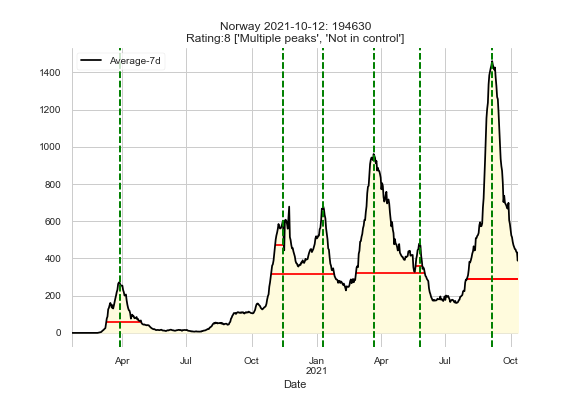 Norway 2021-10-12: 194630
Rating:8 ['Multiple peaks', 'Not in control']
Average-7d
1400
1200
1000
800
600
400
200
0
Apr Jul Oct Jan Apr Jul Oct
2021
Date